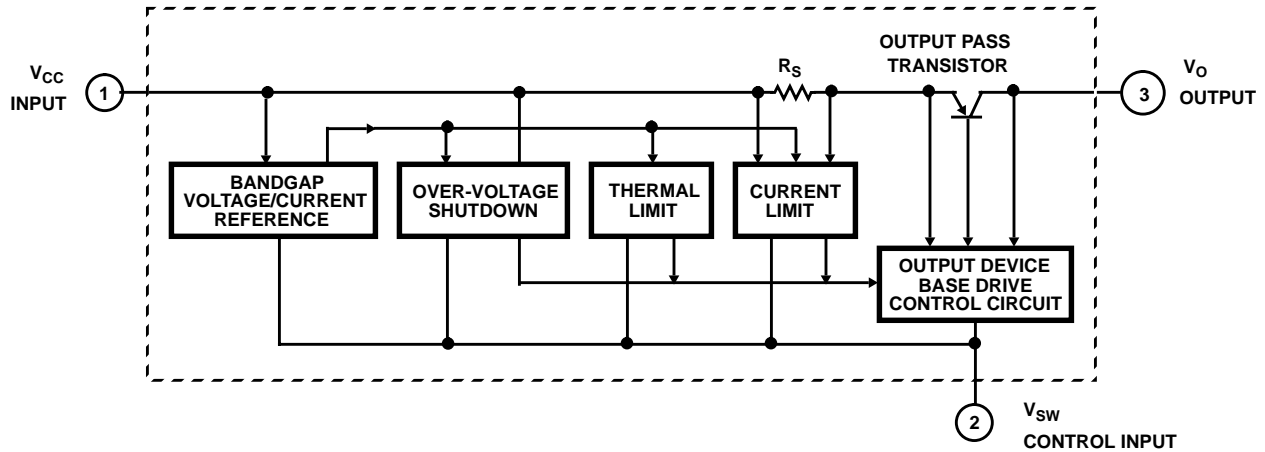 OUTPUT PASS
TRANSISTOR
VCC
INPUT
1
RS
3
VO
OUTPUT
BANDGAP
VOLTAGE/CURRENT
REFERENCE
OVER-VOLTAGE
SHUTDOWN
THERMAL
LIMIT
CURRENT
LIMIT
OUTPUT DEVICE
BASE DRIVE
CONTROL CIRCUIT
2
VSW
CONTROL INPUT